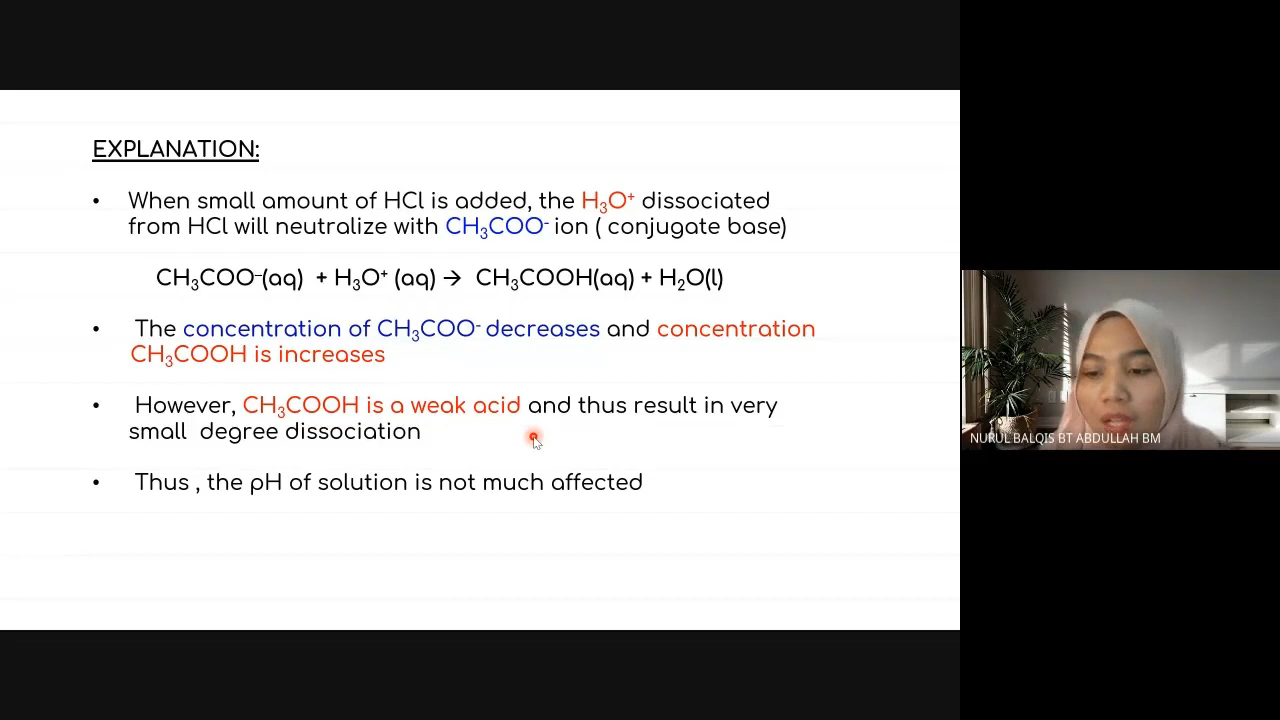 EXPLANATION:
• When small amount of HCl is added, the H₃O⁺ dissociated
from HCl will neutralize with CH₃COO⁻ ion ( conjugate base)
CH₃COO⁻(aq) + H₃O⁺ (aq) → CH₃COOH(aq) + H₂O(l)
• The concentration of CH₃COO⁻ decreases and concentration
CH₃COOH is increases
• However, CH₃COOH is a weak acid and thus result in very
small degree dissociation
• Thus , the pH of solution is not much affected
NURUL BALQIS BT ABDULLAH BM